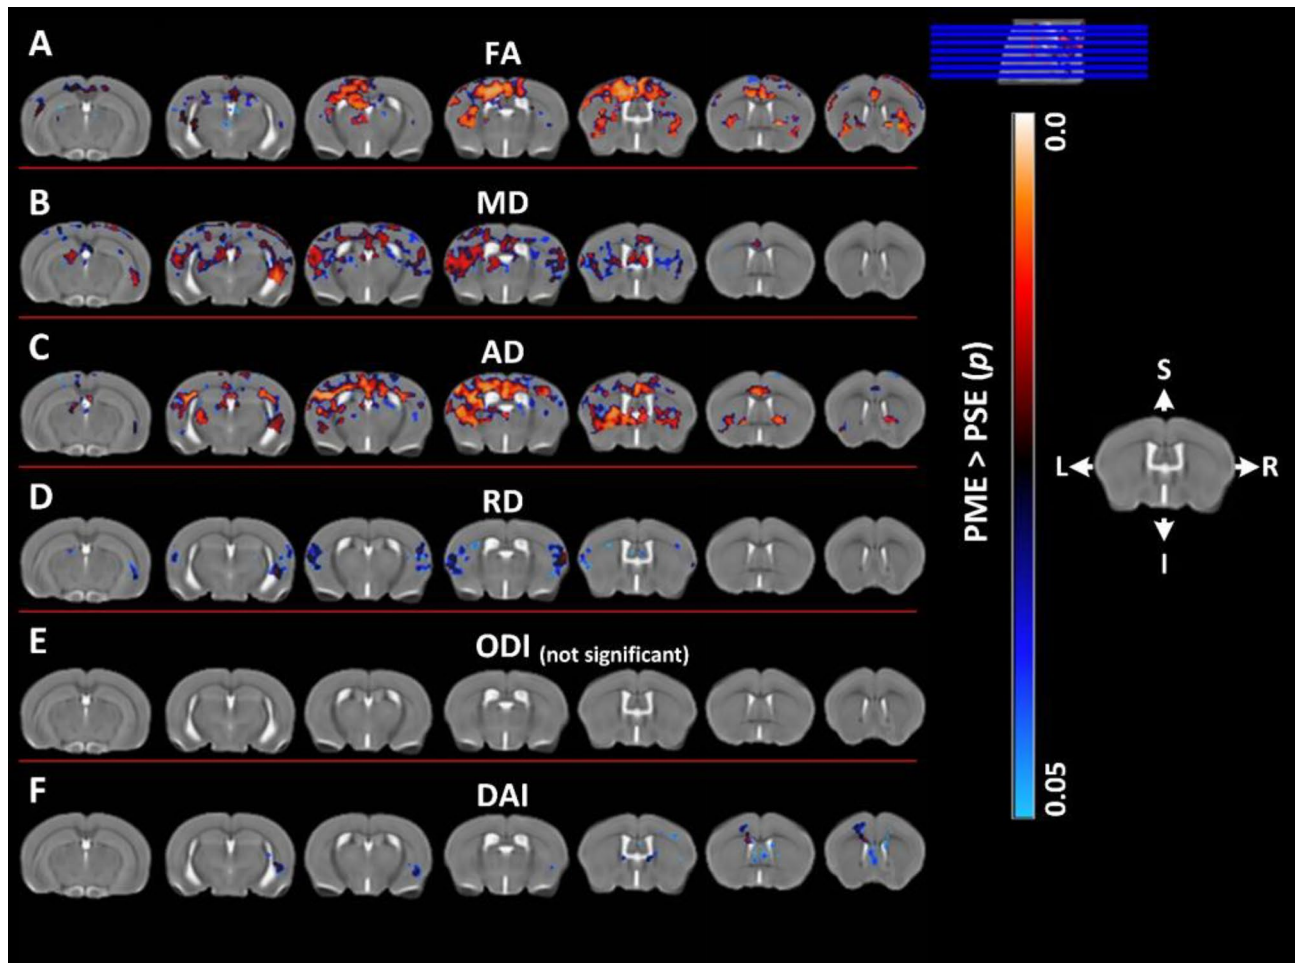 A
FA
B
MD
C
AD
D
RD
E
ODI (not significant)
F
DAI
0.0
PME > PSE (p)
0.05
S
L
R
I